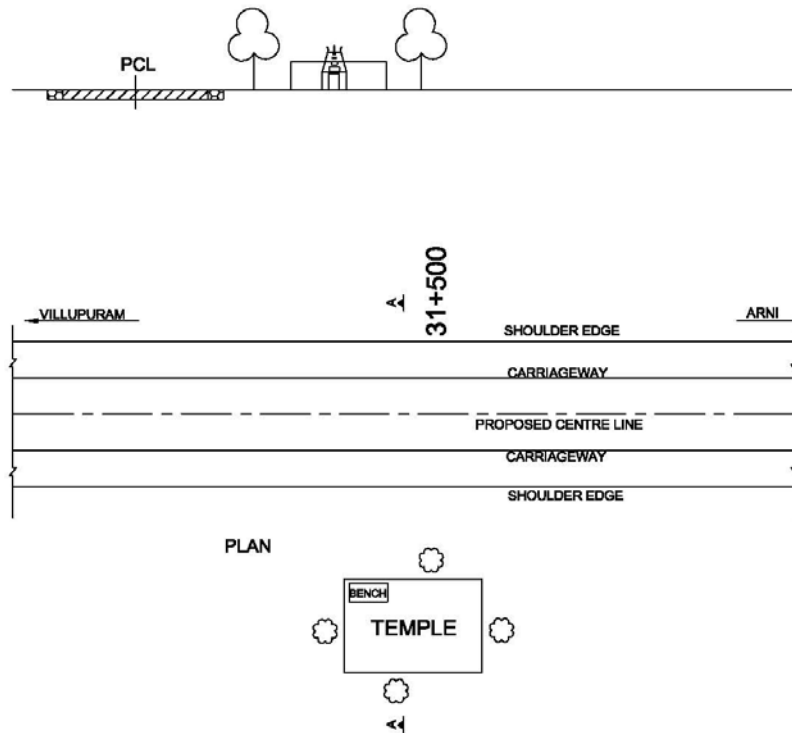 PCL
A
31+500
VILLUPURAM
ARNI
SHOULDER EDGE
CARRIAGEWAY
PROPOSED CENTRE LINE
CARRIAGEWAY
SHOULDER EDGE
PLAN
BENCH
TEMPLE
A